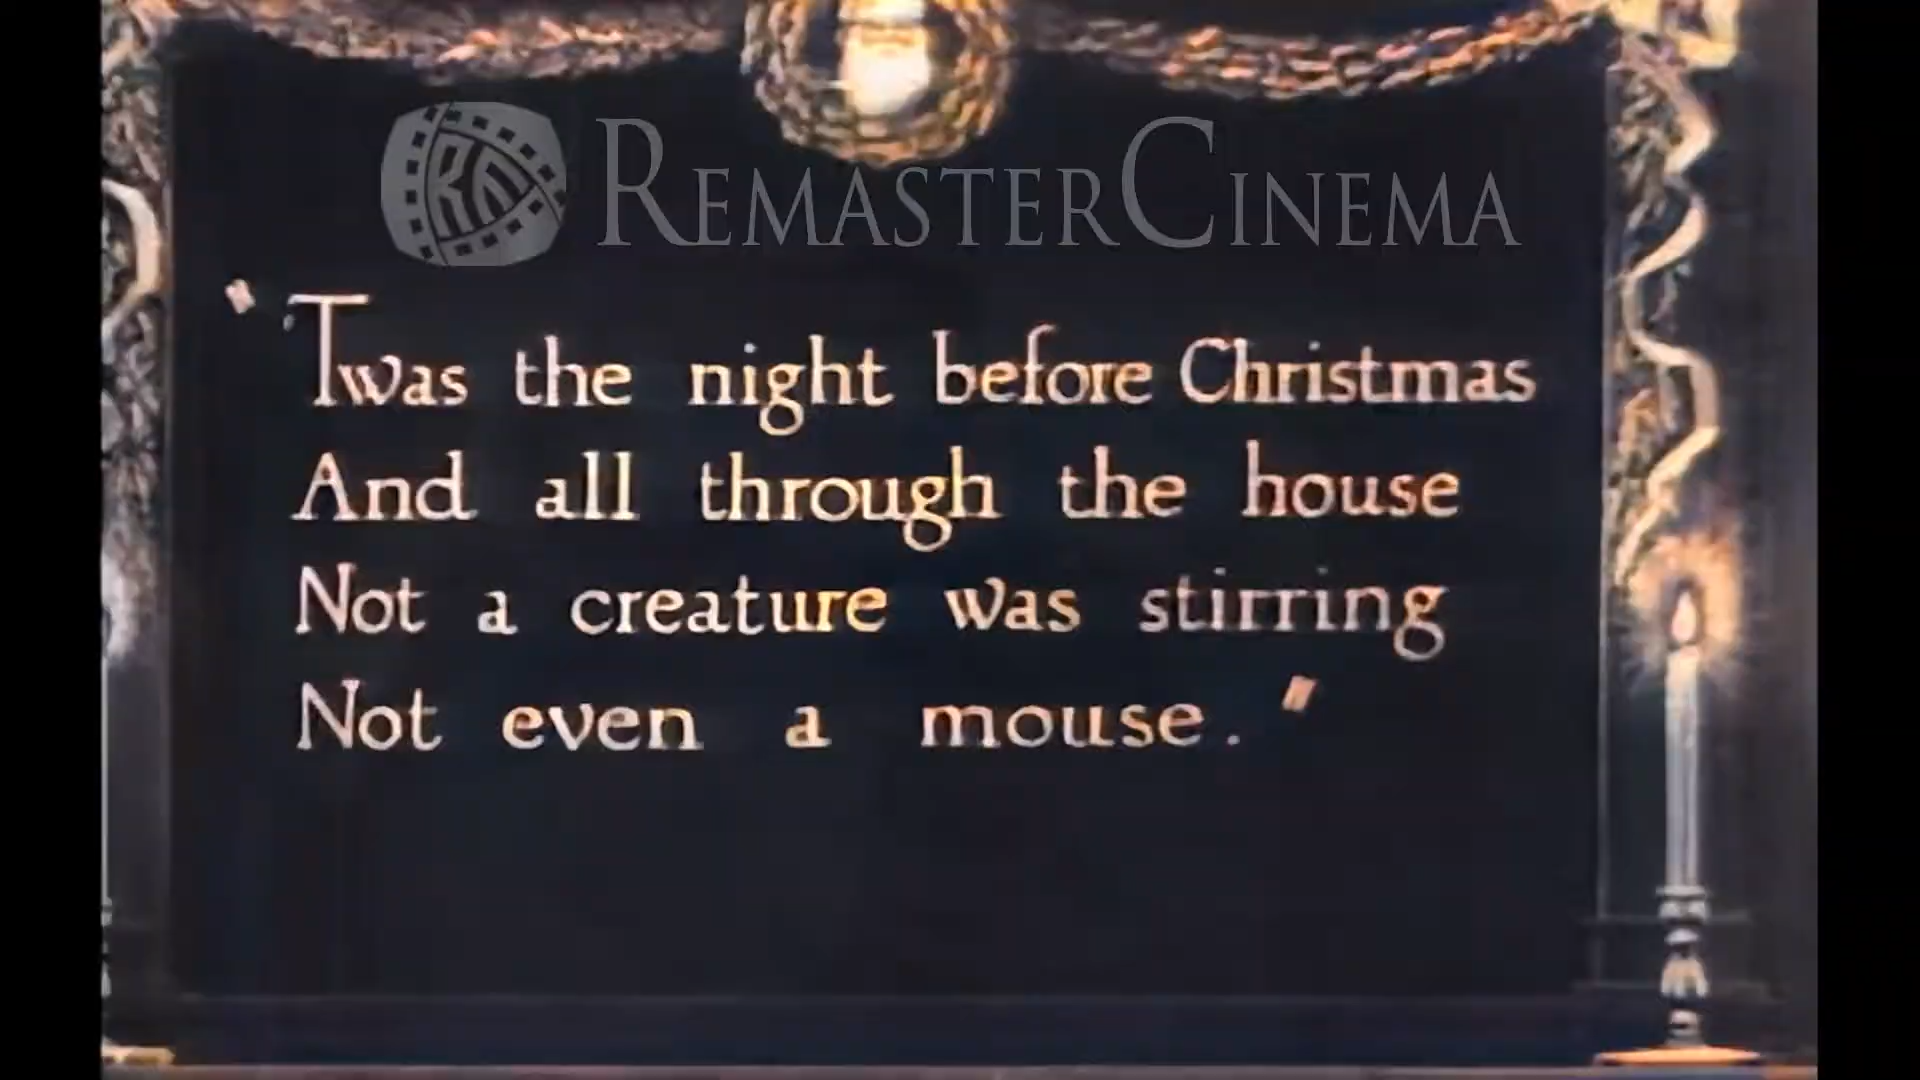 RemasterCinema
"'Twas the night before Christmas
And all through the house
Not a creature was stirring
Not even a mouse."